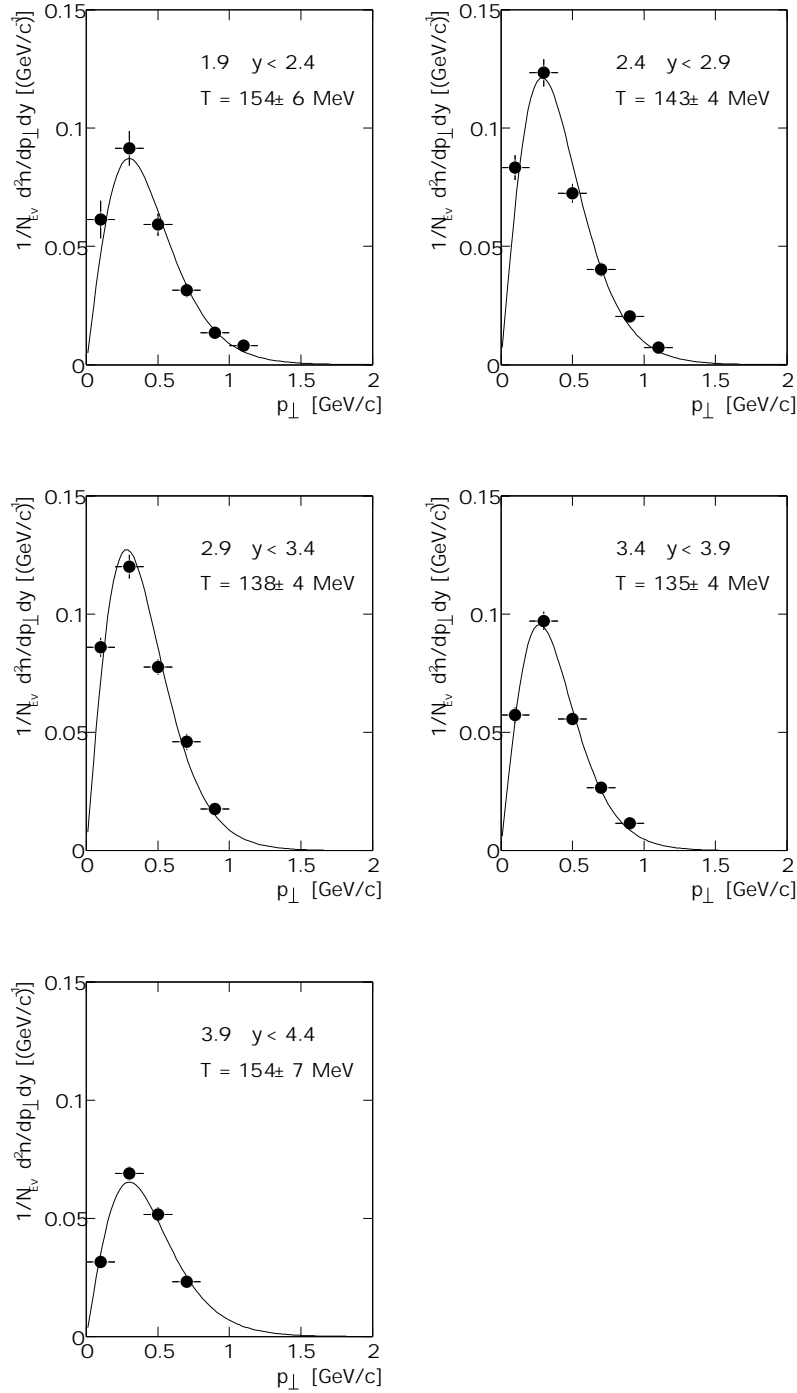 0.15
1.9 y < 2.4
T = 154± 6 MeV
0.1
0.05
0
0 0.5 1 1.5 2
p⊥ [GeV/c]
1/N_Ev d²n/dp⊥dy [(GeV/c)⁻¹]
0.15
2.4 y < 2.9
T = 143± 4 MeV
0.1
0.05
0
0 0.5 1 1.5 2
p⊥ [GeV/c]
1/N_Ev d²n/dp⊥dy [(GeV/c)⁻¹]
0.15
2.9 y < 3.4
T = 138± 4 MeV
0.1
0.05
0
0 0.5 1 1.5 2
p⊥ [GeV/c]
1/N_Ev d²n/dp⊥dy [(GeV/c)⁻¹]
0.15
3.4 y < 3.9
T = 135± 4 MeV
0.1
0.05
0
0 0.5 1 1.5 2
p⊥ [GeV/c]
1/N_Ev d²n/dp⊥dy [(GeV/c)⁻¹]
0.15
3.9 y < 4.4
T = 154± 7 MeV
0.1
0.05
0
0 0.5 1 1.5 2
p⊥ [GeV/c]
1/N_Ev d²n/dp⊥dy [(GeV/c)⁻¹]